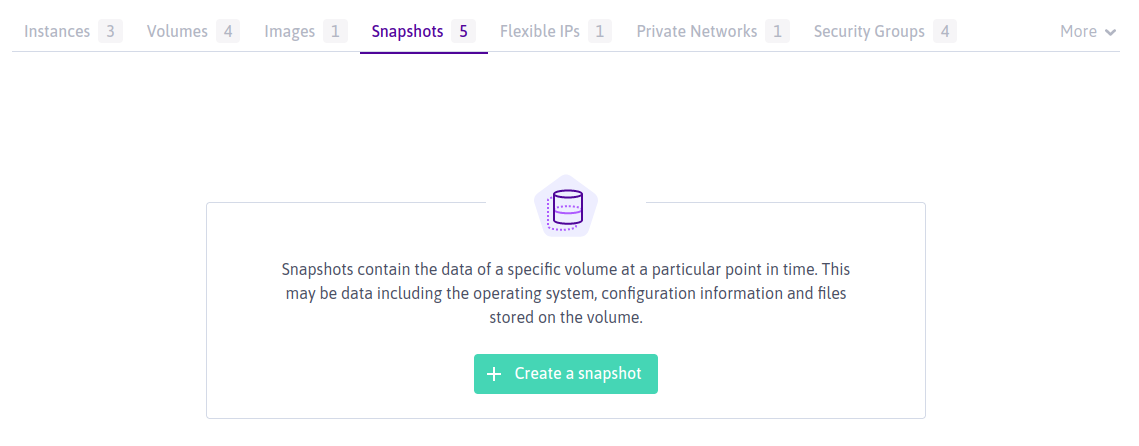 Instances 3 Volumes 4 Images 1 Snapshots 5 Flexible IPs 1 Private Networks 1 Security Groups 4 More
Snapshots contain the data of a specific volume at a particular point in time. This
may be data including the operating system, configuration information and files
stored on the volume.
+ Create a snapshot